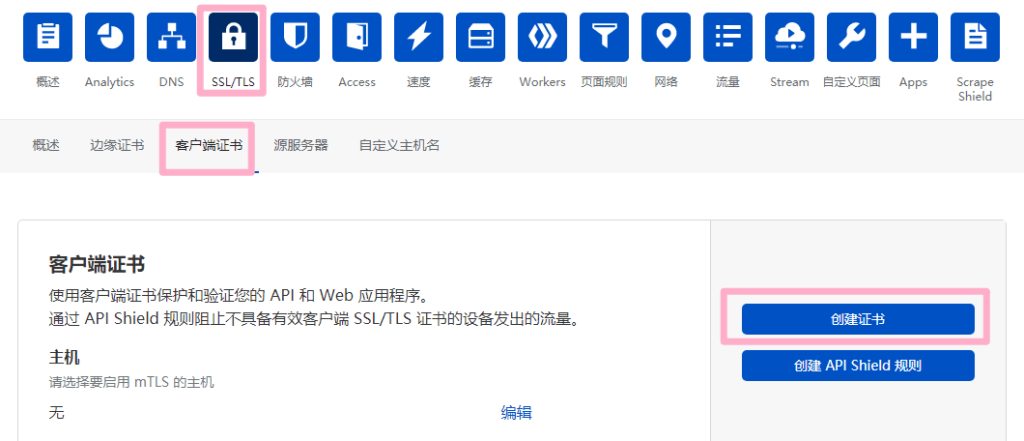 概述 Analytics DNS SSL/TLS 防火墙 Access 速度 缓存 Workers 页面规则 网络 流量 Stream 自定义页面 Apps Scrape Shield
概述 边缘证书 客户端证书 源服务器 自定义主机名
客户端证书
使用客户端证书保护和验证您的 API 和 Web 应用程序。
通过 API Shield 规则阻止不具备有效客户端 SSL/TLS 证书的设备发出的流量。
主机
请选择要启用 mTLS 的主机
无 编辑
创建证书
创建 API Shield 规则